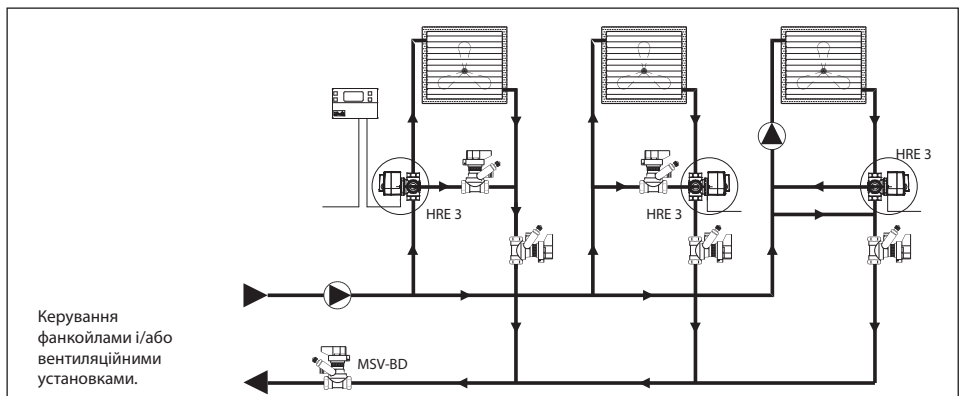 HRE 3
HRE 3
HRE 3
Керування
фанкойлами і/або
вентиляційними
установками.
MSV-BD